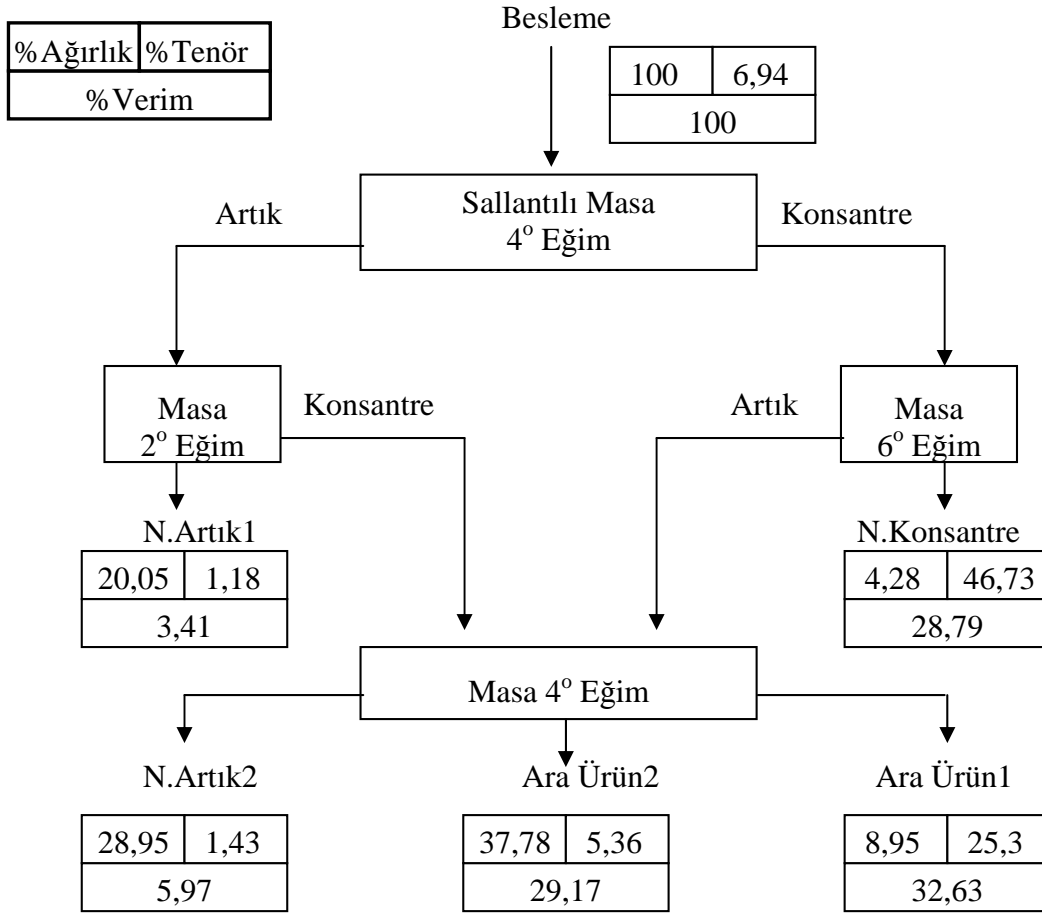 Besleme
%Ağırlık %Tenör
%Verim
100 6,94
100
Artık
Sallantılı Masa
4° Eğim
Konsantre
Masa
2° Eğim
Konsantre
Artık
Masa
6° Eğim
N.Artık1
20,05 1,18
3,41
N.Konsantre
4,28 46,73
28,79
Masa 4° Eğim
N.Artık2
28,95 1,43
5,97
Ara Ürün2
37,78 5,36
29,17
Ara Ürün1
8,95 25,3
32,63